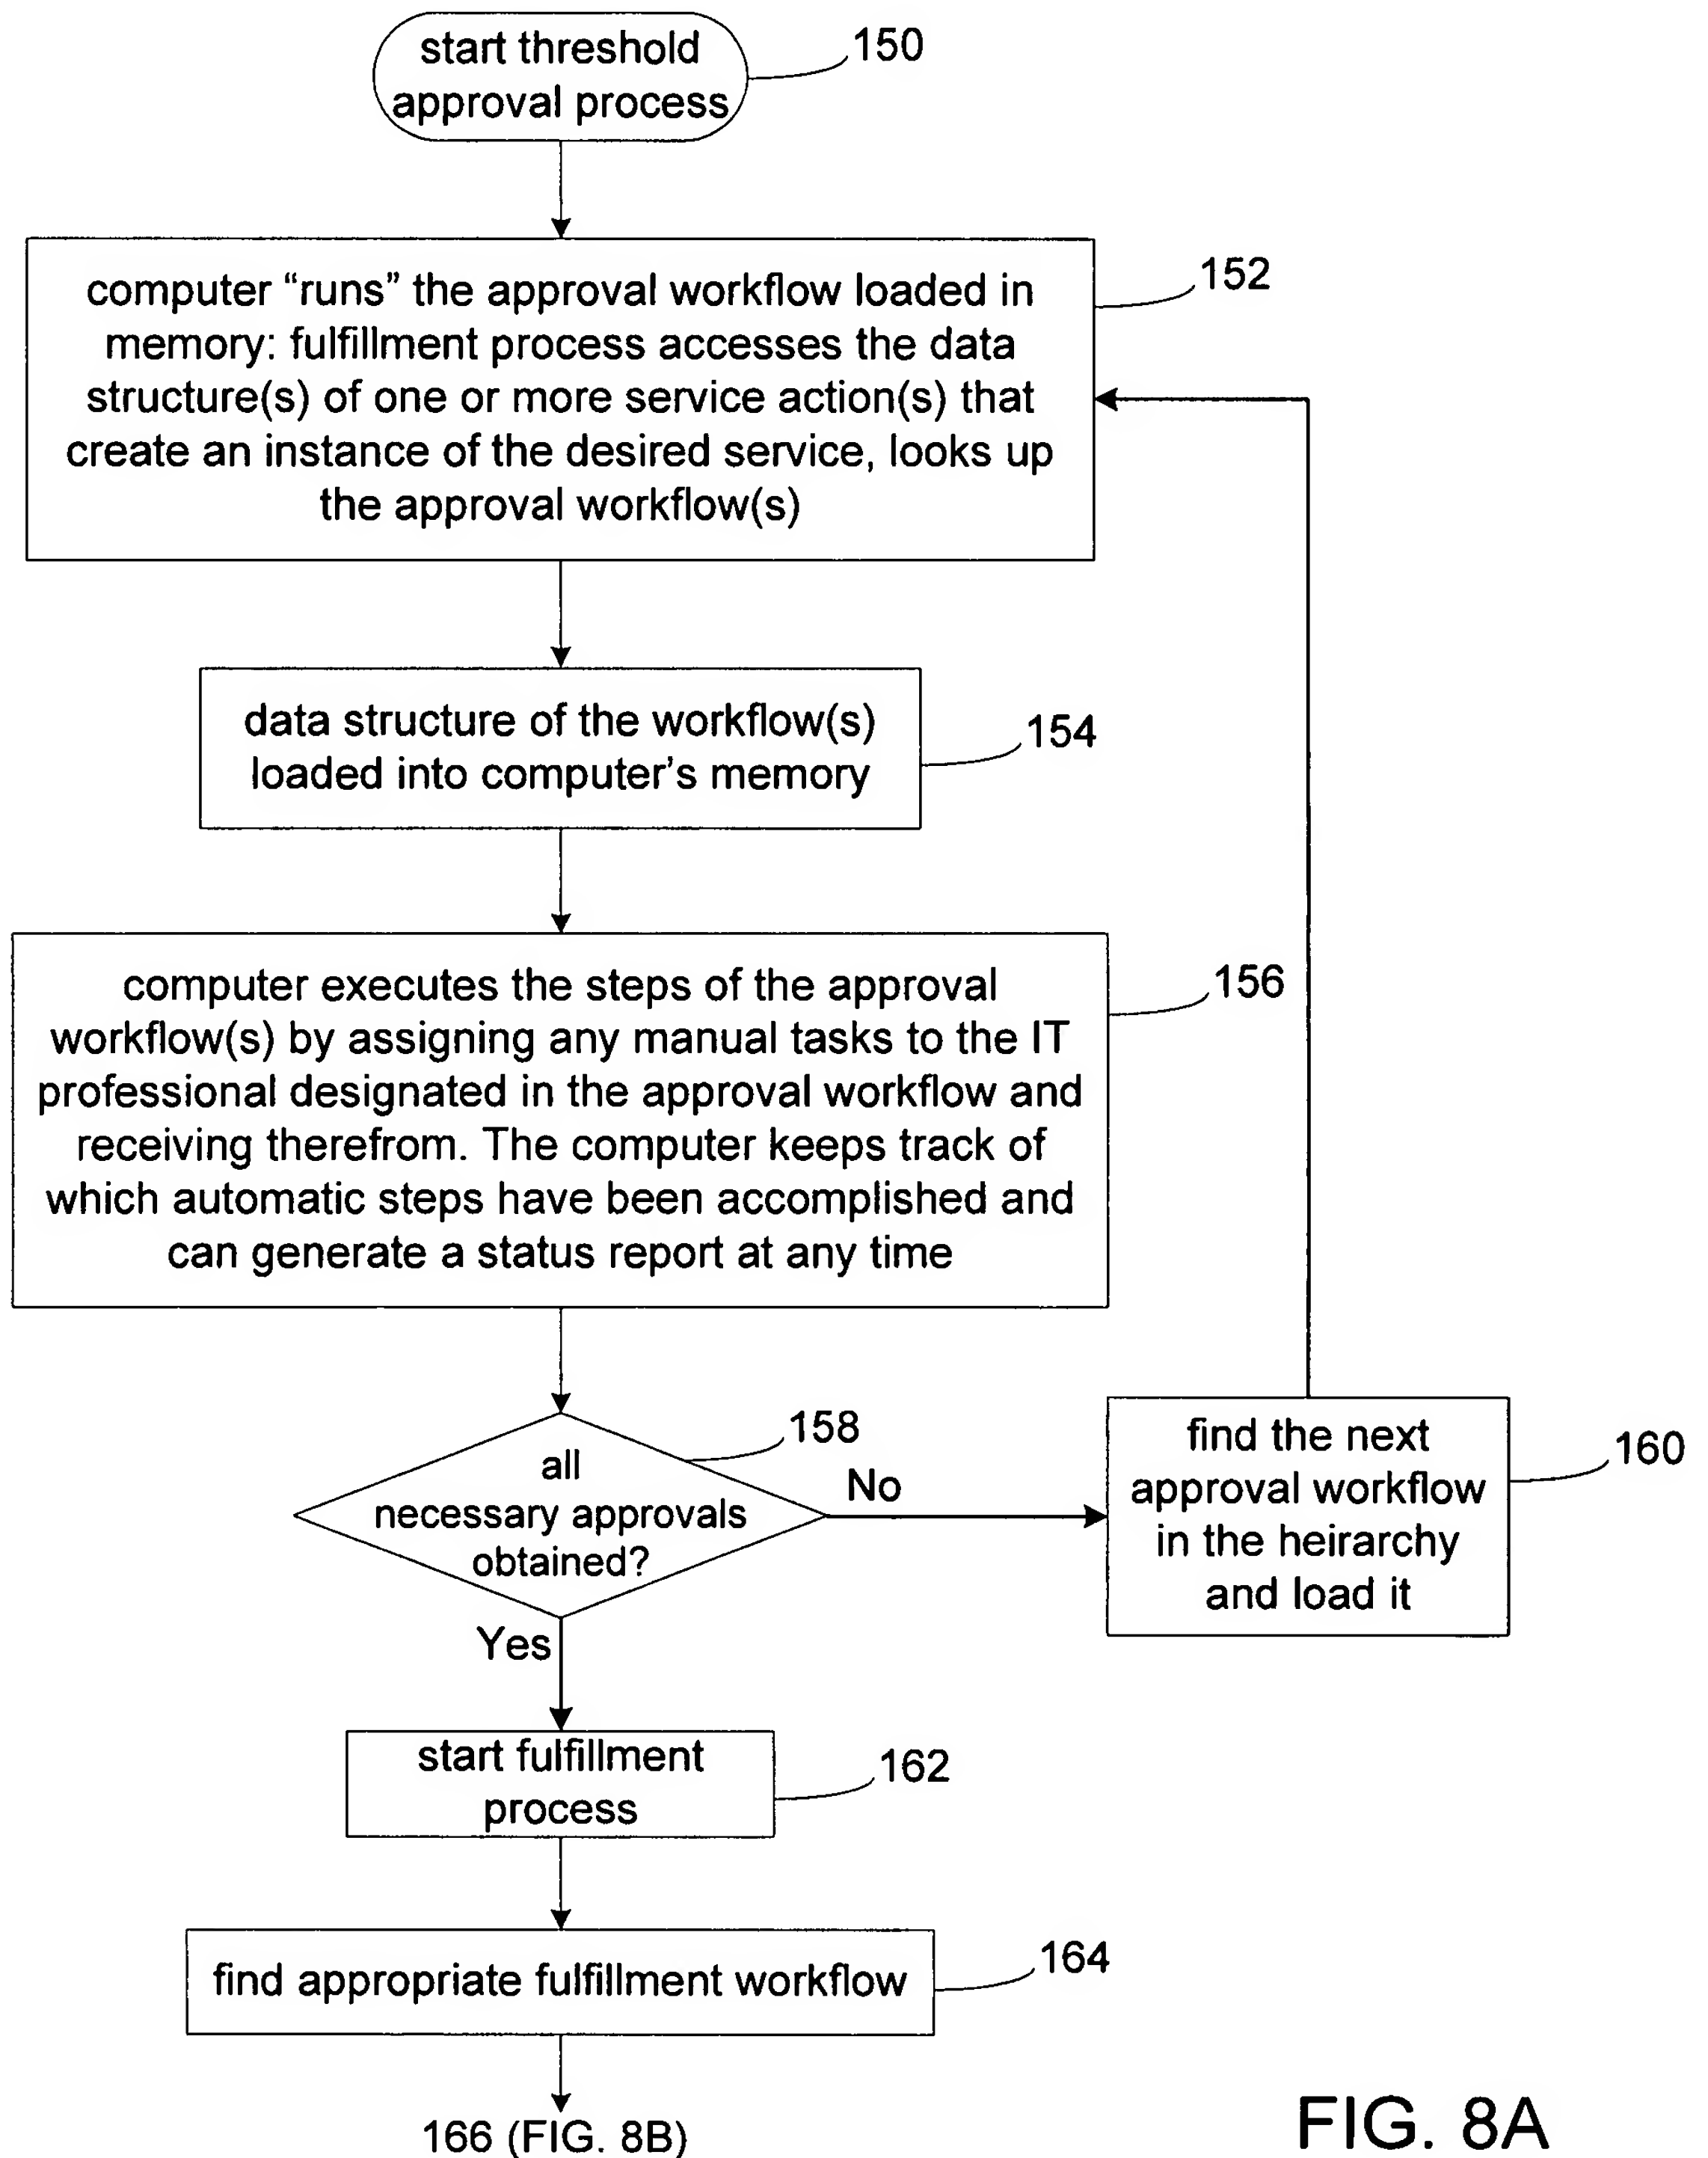 start threshold
approval process
150
computer “runs” the approval workflow loaded in
memory: fulfillment process accesses the data
structure(s) of one or more service action(s) that
create an instance of the desired service, looks up
the approval workflow(s)
152
data structure of the workflow(s)
loaded into computer’s memory
154
computer executes the steps of the approval
workflow(s) by assigning any manual tasks to the IT
professional designated in the approval workflow and
receiving therefrom. The computer keeps track of
which automatic steps have been accomplished and
can generate a status report at any time
156
all
necessary approvals
obtained?
158
No
find the next
approval workflow
in the heirarchy
and load it
160
Yes
start fulfillment
process
162
find appropriate fulfillment workflow
164
166 (FIG. 8B)
FIG. 8A